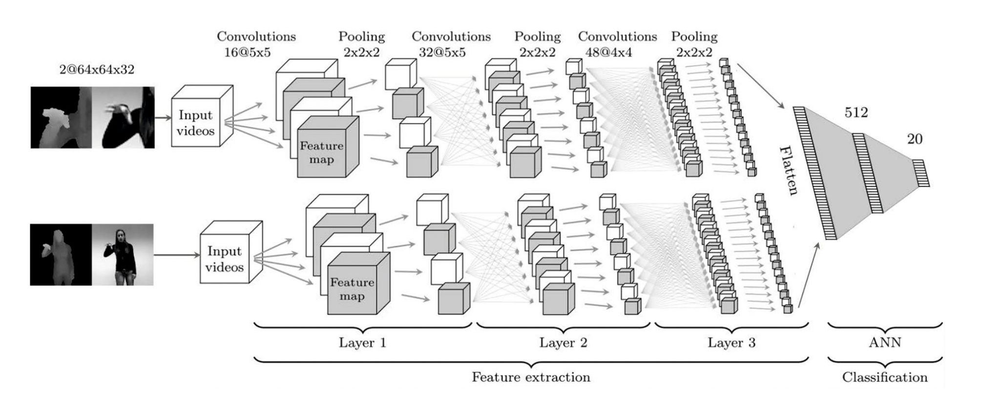 Convolutions
16@5x5
Pooling
2x2x2
Convolutions
32@5x5
Pooling
2x2x2
Convolutions
48@4x4
Pooling
2x2x2
2@64x64x32
Input
videos
Feature
map
512
20
Flatten
Input
videos
Feature
map
Layer 1
Layer 2
Layer 3
ANN
Feature extraction
Classification